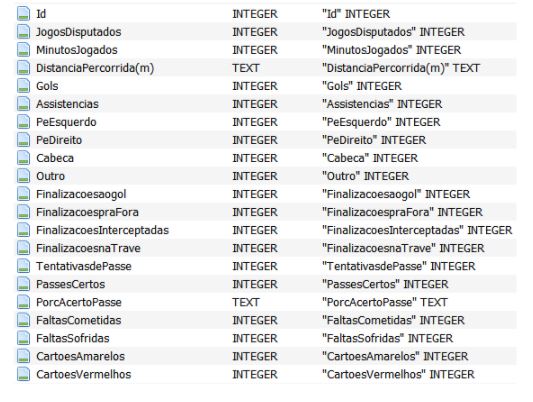 Id INTEGER "Id" INTEGER
JogosDisputados INTEGER "JogosDisputados" INTEGER
MinutosJogados INTEGER "MinutosJogados" INTEGER
DistanciaPercorrida(m) TEXT "DistanciaPercorrida(m)" TEXT
Gols INTEGER "Gols" INTEGER
Assistencias INTEGER "Assistencias" INTEGER
PeEsquerdo INTEGER "PeEsquerdo" INTEGER
PeDireito INTEGER "PeDireito" INTEGER
Cabeca INTEGER "Cabeca" INTEGER
Outro INTEGER "Outro" INTEGER
Finalizacoesaogol INTEGER "Finalizacoesaogol" INTEGER
FinalizacoespraFora INTEGER "FinalizacoespraFora" INTEGER
FinalizacoesInterceptadas INTEGER "FinalizacoesInterceptadas" INTEGER
FinalizacoesnaTrave INTEGER "FinalizacoesnaTrave" INTEGER
TentativasdePasse INTEGER "TentativasdePasse" INTEGER
PassesCertos INTEGER "PassesCertos" INTEGER
PorcAcertoPasse TEXT "PorcAcertoPasse" TEXT
FaltasCometidas INTEGER "FaltasCometidas" INTEGER
FaltasSofridas INTEGER "FaltasSofridas" INTEGER
CartoesAmarelos INTEGER "CartoesAmarelos" INTEGER
CartoesVermelhos INTEGER "CartoesVermelhos" INTEGER